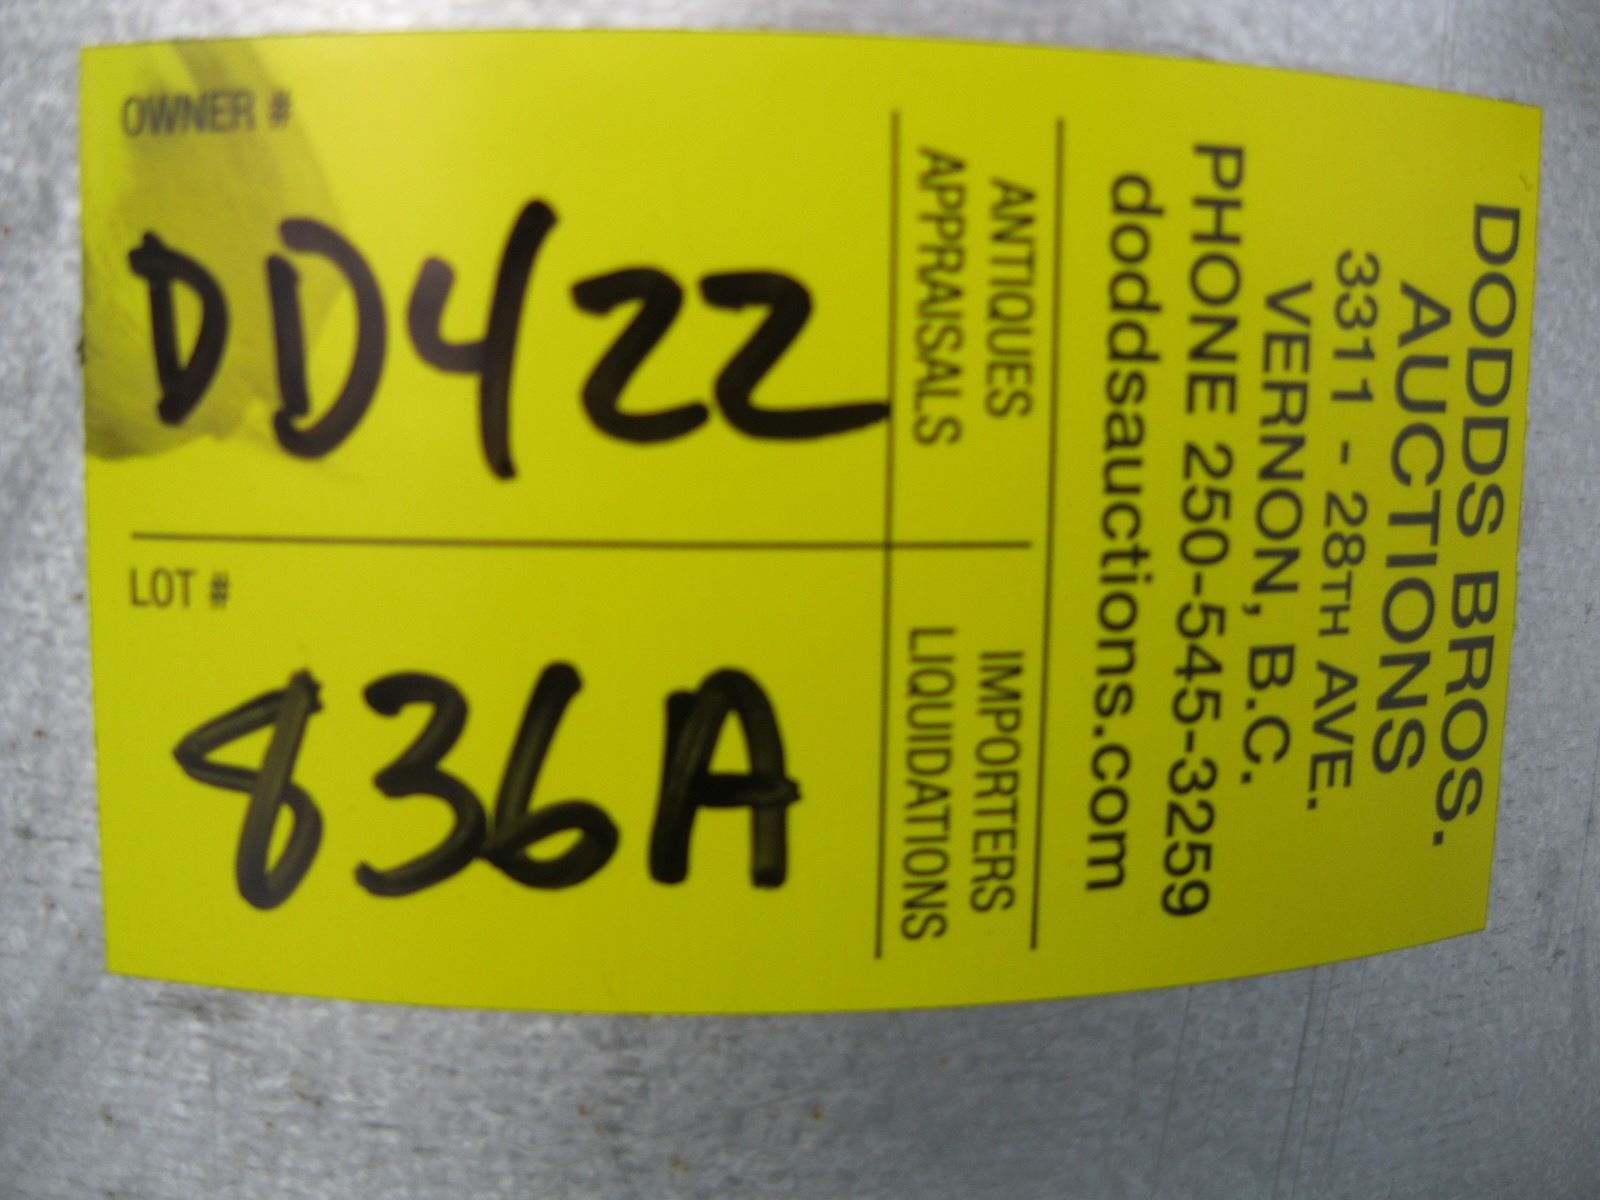 DODDS BROS.
AUCTIONS
3311 - 28TH AVE.
VERNON, B.C.
PHONE 250-545-3259
doddsauctions.com
ANTIQUES
APPRAISALS
IMPORTERS
LIQUIDATIONS
OWNER #
DD422
LOT #
836A